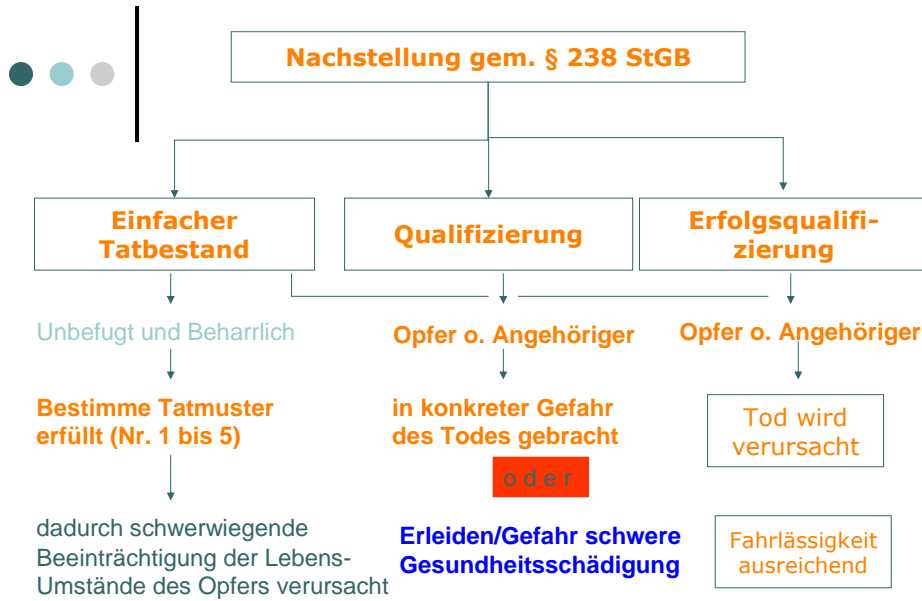 Nachstellung gem. § 238 StGB
Einfacher
Tatbestand
Unbefugt und Beharrlich
Bestimme Tatmuster
erfüllt (Nr. 1 bis 5)
dadurch schwerwiegende
Beeinträchtigung der Lebens-
Umstände des Opfers verursacht
Qualifizierung
Opfer o. Angehöriger
in konkreter Gefahr
des Todes gebracht
oder
Erleiden/Gefahr schwere
Gesundheitsschädigung
Erfolgsqualifi-
zierung
Opfer o. Angehöriger
Tod wird
verursacht
Fahrlässigkeit
ausreichend